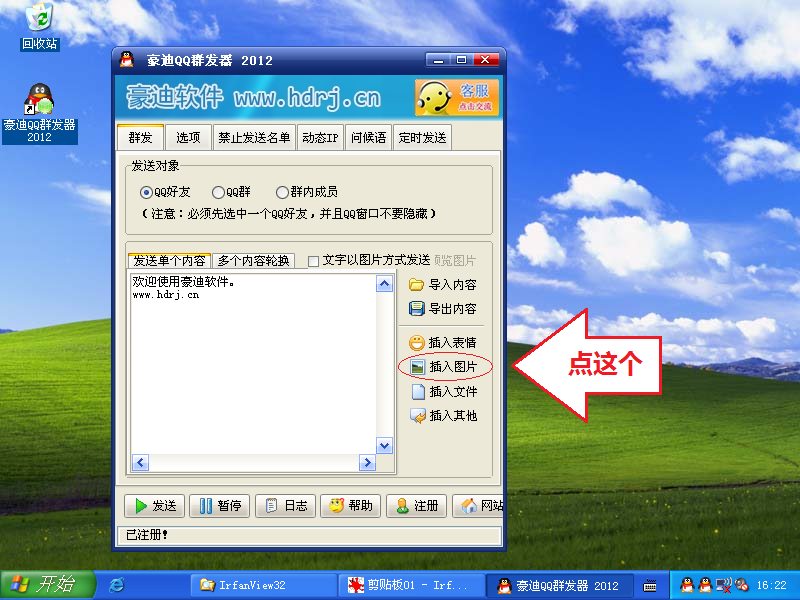 回收站
豪迪QQ群发器
2012
豪迪QQ群发器 2012
豪迪软件 www.hdrj.cn
客服
点击交流
群发 选项 禁止发送名单 动态IP 问候语 定时发送
发送对象
QQ好友 QQ群 群内成员
(注意:必须先选中一个QQ好友,并且QQ窗口不要隐藏)
发送单个内容 多个内容轮换 文字以图片方式发送 预览图片
欢迎使用豪迪软件。
www.hdrj.cn
导入内容
导出内容
插入表情
插入图片
插入文件
插入其他
点这个
发送 暂停 日志 帮助 注册 网站
已注册!
开始 IrfanView32 剪贴板01 - Irf... 豪迪QQ群发器 2012 16:22